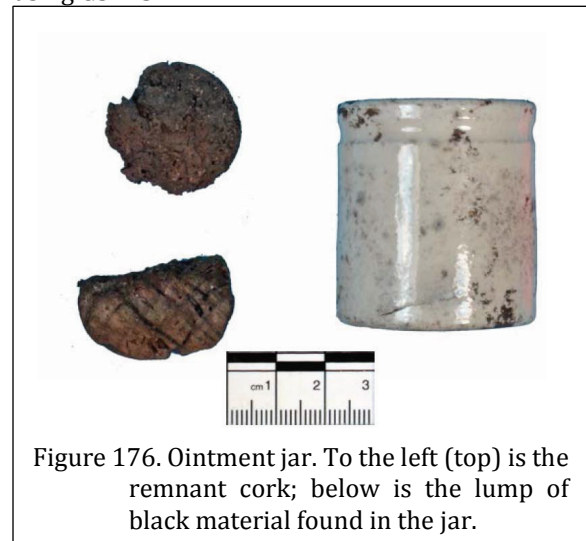 cm 1 2 3
Figure 176. Ointment jar. To the left (top) is the
remnant cork; below is the lump of
black material found in the jar.